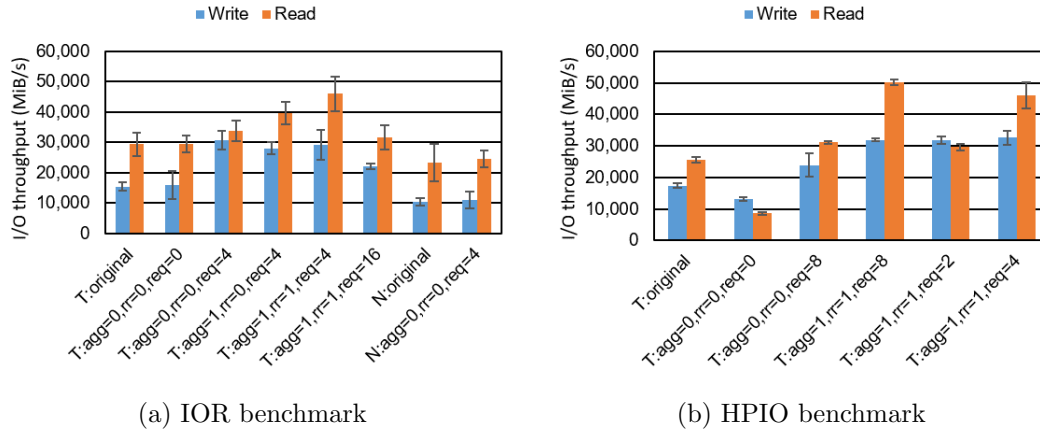 Write Read
I/O throughput (MiB/s)
60,000
50,000
40,000
30,000
20,000
10,000
0
T:original
T:agg=0,rr=0,req=0
T:agg=0,rr=0,req=4
T:agg=1,rr=0,req=4
T:agg=1,rr=1,req=4
T:agg=1,rr=1,req=16
N:original
N:agg=0,rr=0,req=4
(a) IOR benchmark
Write Read
I/O throughput (MiB/s)
60,000
50,000
40,000
30,000
20,000
10,000
0
T:original
T:agg=0,rr=0,req=0
T:agg=0,rr=0,req=8
T:agg=1,rr=1,req=8
T:agg=1,rr=1,req=2
T:agg=1,rr=1,req=4
(b) HPIO benchmark